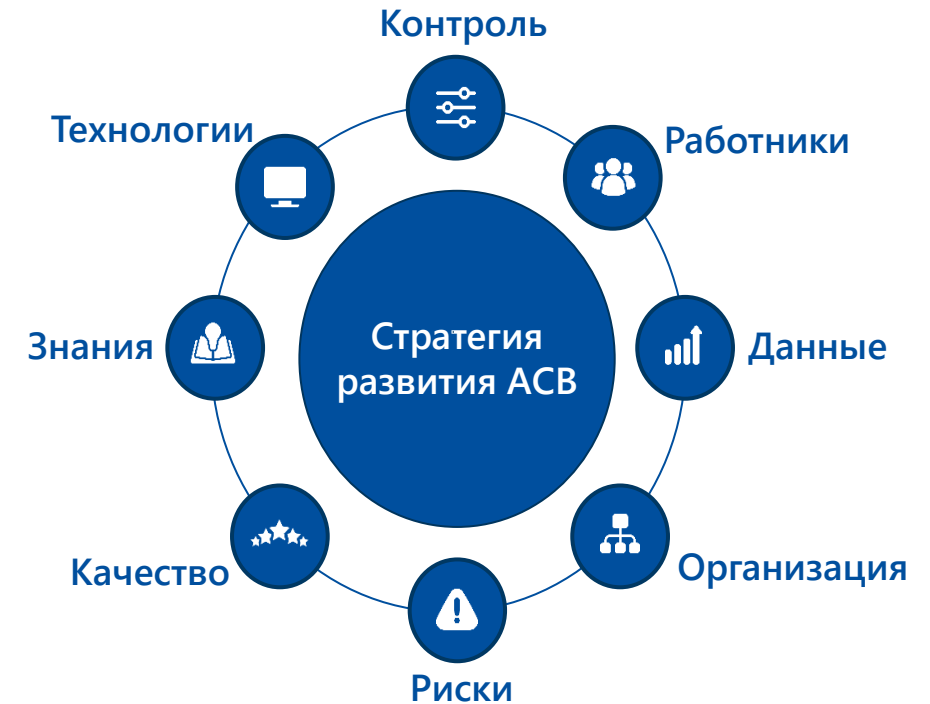 Контроль
Технологии
Работники
Знания
Стратегия
развития АСВ
Данные
Качество
Организация
Риски